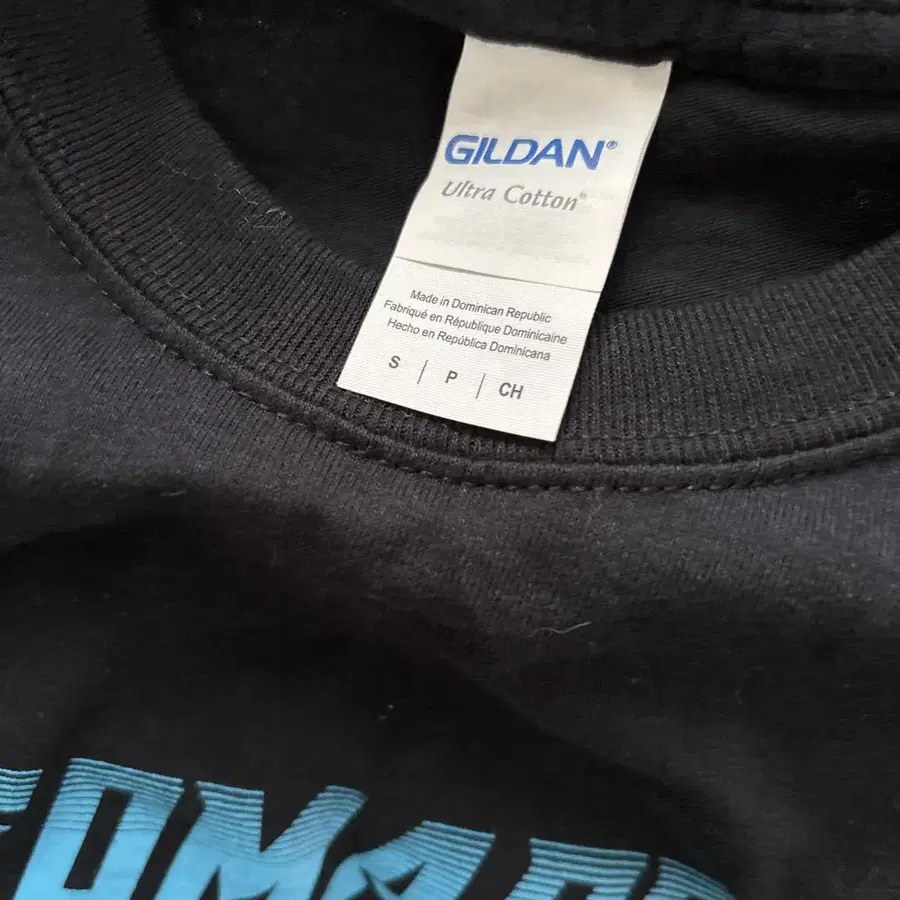 GILDAN®
Ultra Cotton®
Made in Dominican Republic
Fabriqué en République Dominicaine
Hecho en República Dominicana
S | P | CH